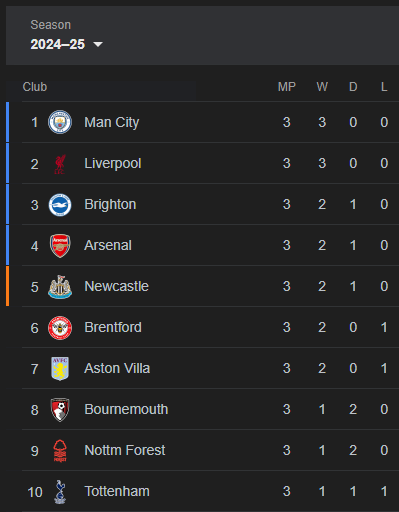 Season
2024–25
Club MP W D L
1 Man City 3 3 0 0
2 Liverpool 3 3 0 0
3 Brighton 3 2 1 0
4 Arsenal 3 2 1 0
5 Newcastle 3 2 1 0
6 Brentford 3 2 0 1
7 Aston Villa 3 2 0 1
8 Bournemouth 3 1 2 0
9 Nottm Forest 3 1 2 0
10 Tottenham 3 1 1 1